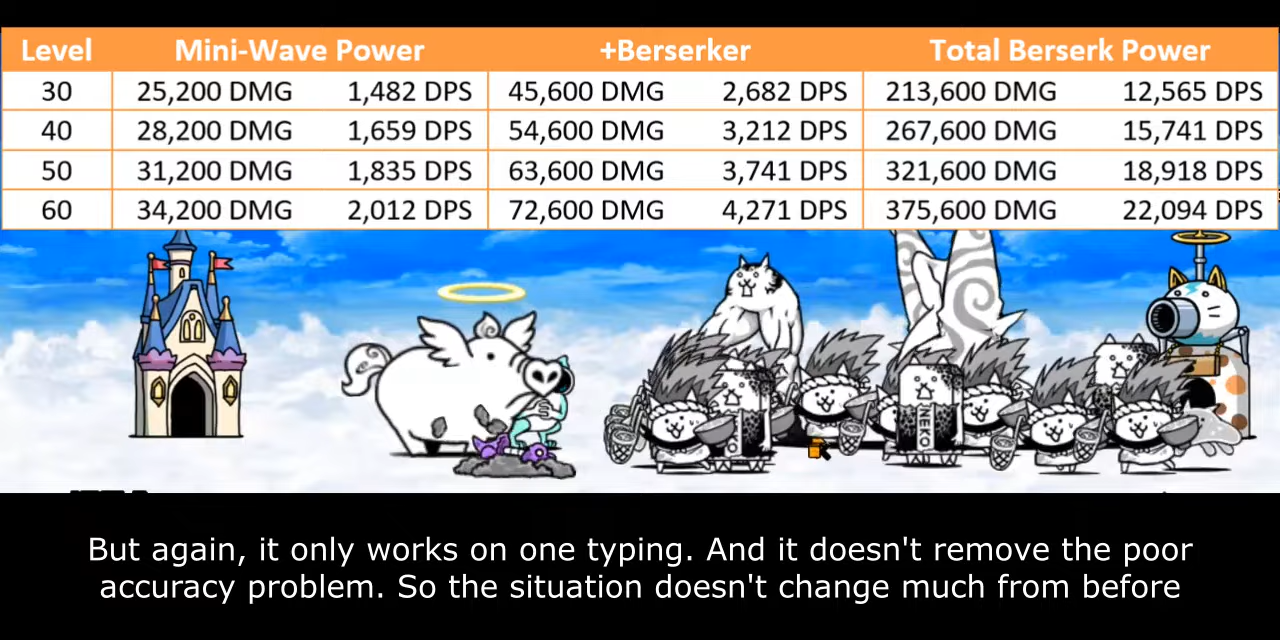 Level Mini-Wave Power +Berserker Total Berserk Power
30 25,200 DMG 1,482 DPS 45,600 DMG 2,682 DPS 213,600 DMG 12,565 DPS
40 28,200 DMG 1,659 DPS 54,600 DMG 3,212 DPS 267,600 DMG 15,741 DPS
50 31,200 DMG 1,835 DPS 63,600 DMG 3,741 DPS 321,600 DMG 18,918 DPS
60 34,200 DMG 2,012 DPS 72,600 DMG 4,271 DPS 375,600 DMG 22,094 DPS
NEKO
But again, it only works on one typing. And it doesn't remove the poor
accuracy problem. So the situation doesn't change much from before